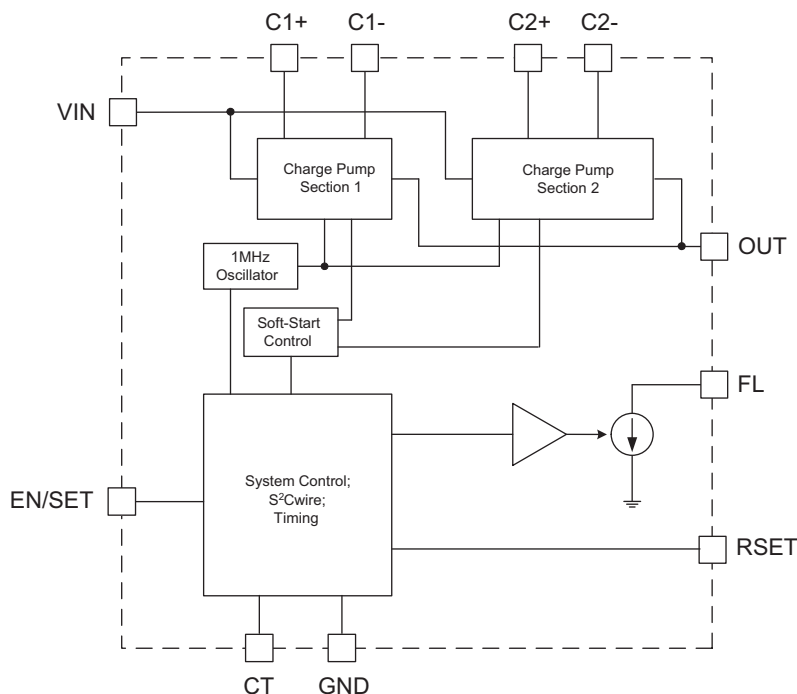 C1+
C1-
C2+
C2-
VIN
Charge Pump
Section 1
Charge Pump
Section 2
OUT
1MHz
Oscillator
Soft-Start
Control
FL
System Control;
S²Cwire;
Timing
EN/SET
RSET
CT
GND